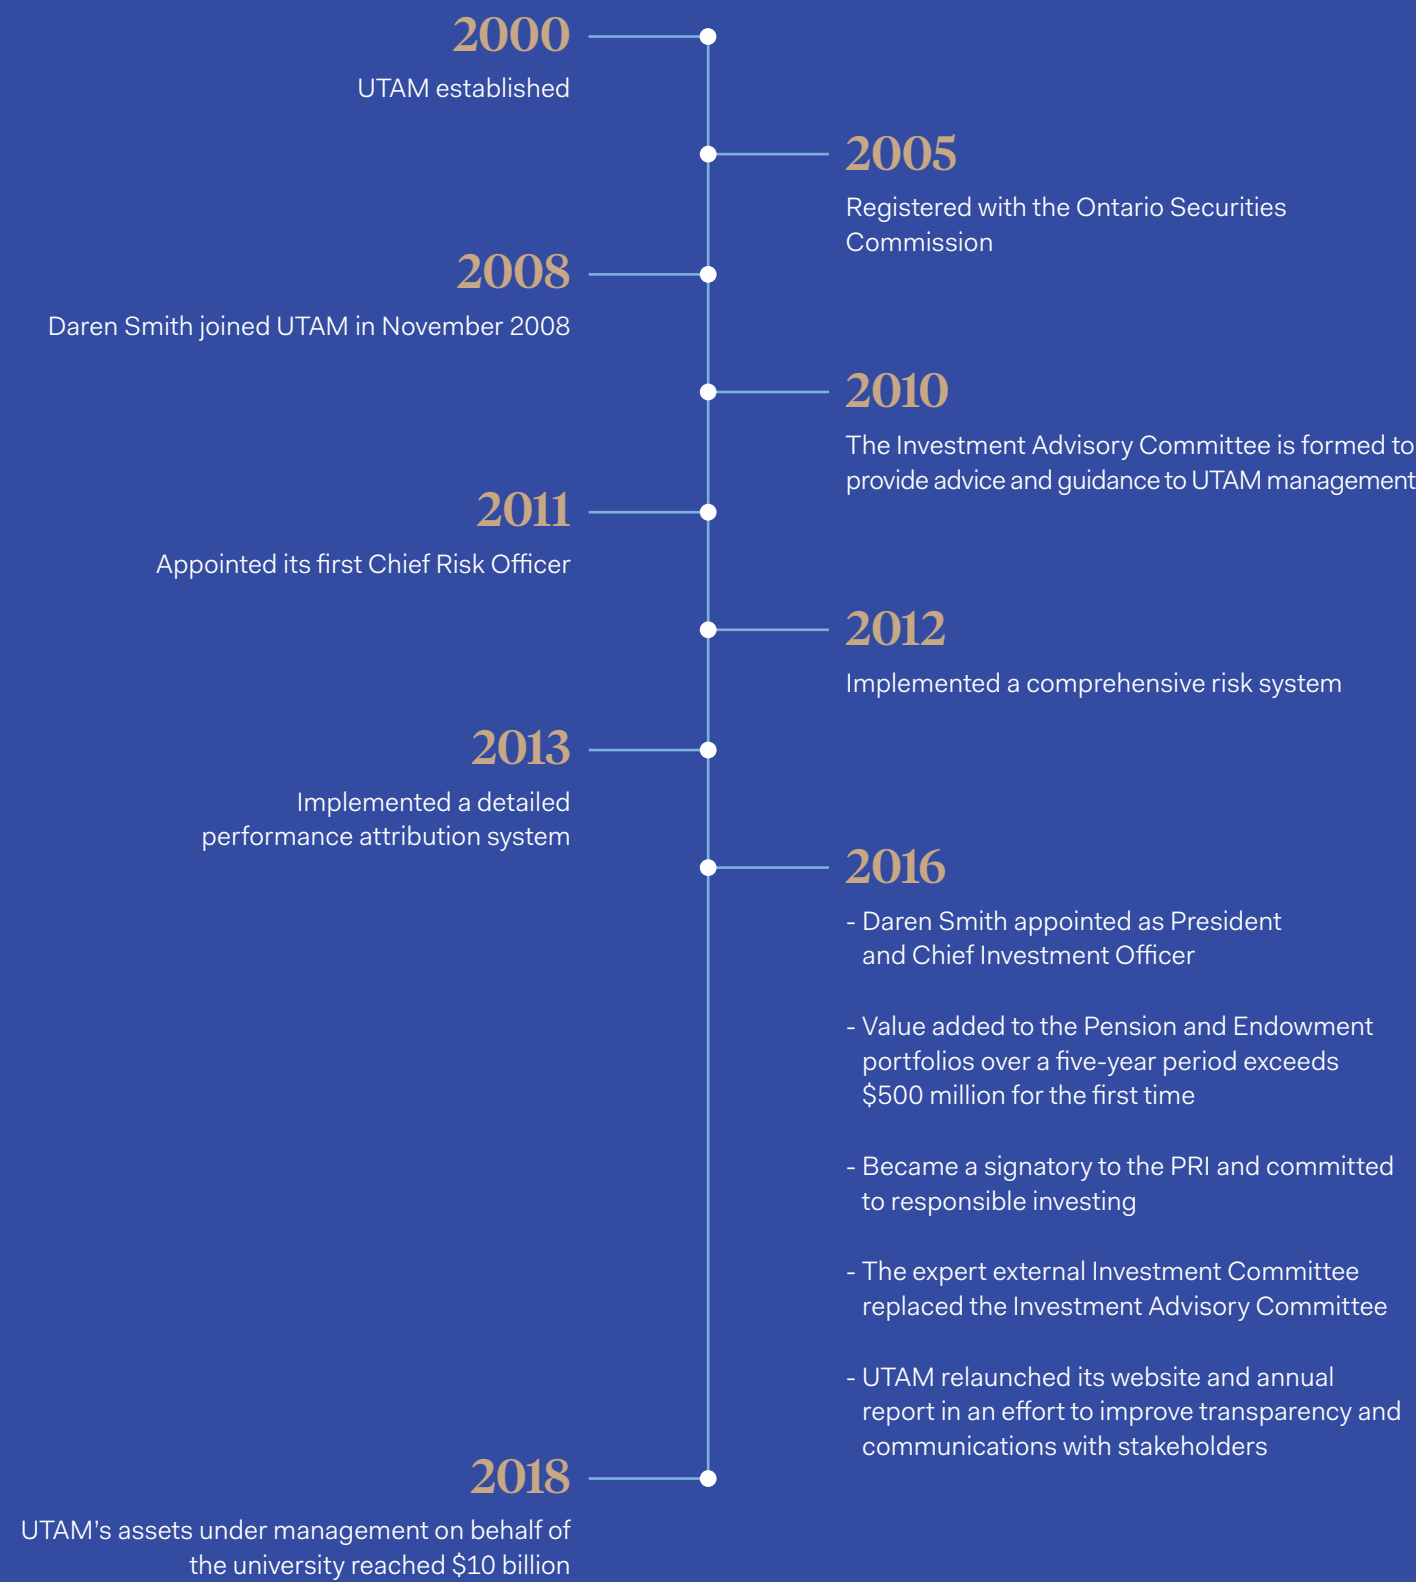 2000
UTAM established
2005
Registered with the Ontario Securities
Commission
2008
Daren Smith joined UTAM in November 2008
2010
The Investment Advisory Committee is formed to
provide advice and guidance to UTAM management
2011
Appointed its first Chief Risk Officer
2012
Implemented a comprehensive risk system
2013
Implemented a detailed
performance attribution system
2016
- Daren Smith appointed as President
and Chief Investment Officer
- Value added to the Pension and Endowment
portfolios over a five-year period exceeds
$500 million for the first time
- Became a signatory to the PRI and committed
to responsible investing
- The expert external Investment Committee
replaced the Investment Advisory Committee
- UTAM relaunched its website and annual
report in an effort to improve transparency and
communications with stakeholders
2018
UTAM’s assets under management on behalf of
the university reached $10 billion